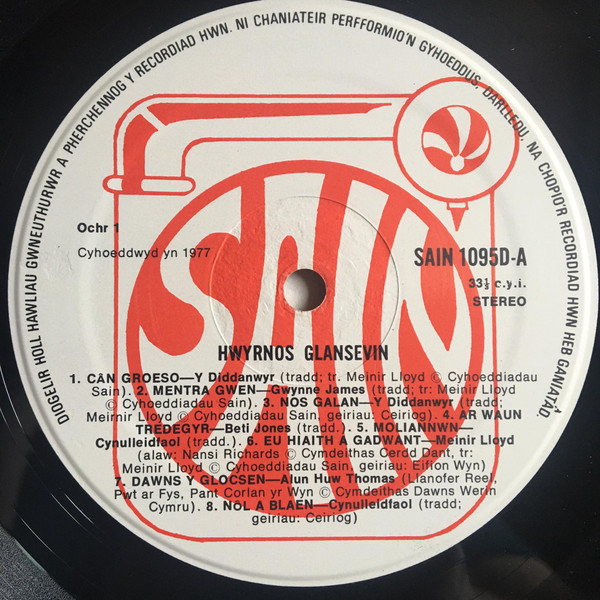 DIOGELIR HOLL HAWLIAU GWNEUTHURWR A PHERCHENNOG Y RECORDIAD HWN. NI CHANIATEIR PERFFORMIO'N GYHOEDDUS, DARLLEDU, NA CHOPIO'R RECORDIAD HWN HEB GANIATÂD
SAIN
Ochr 1
Cyhoeddwyd yn 1977
SAIN 1095D-A
33⅓ c.y.i.
STEREO
HWYRNOS GLANSEVIN
1. CÂN GROESO—Y Diddanwyr (tradd; tr. Meinir Lloyd © Cyhoeddiadau
Sain). 2. MENTRA GWEN—Gwynne James (tradd; tr. Meinir Lloyd ©
Cyhoeddiadau Sain). 3. NOS GALAN—Y Diddanwyr (tradd;
tr. Meinir Lloyd © Cyhoeddiadau Sain. geiriau: Ceiriog). 4. AR WAUN
TREDEGYR—Beti Jones (tradd. ). 5. MOLIANNWN—
Cynulleidfaol (tradd.). 6. EU HIAITH A GADWANT—Meinir Lloyd
(alaw: Nansi Richards © Cymdeithas Cerdd Dant, tr:
Meinir Lloyd © Cyhoeddiadau Sain, geiriau: Eifion Wyn)
7. DAWNS Y GLOCSEN—Alun Huw Thomas (Llanofer Reel,
Pwt ar Fys, Pant Corlan yr Wyn © Cymdeithas Dawns Werin
Cymru). 8. NÔL A BLAEN—Cynulleidfaol (tradd;
geiriau: Ceiriog)